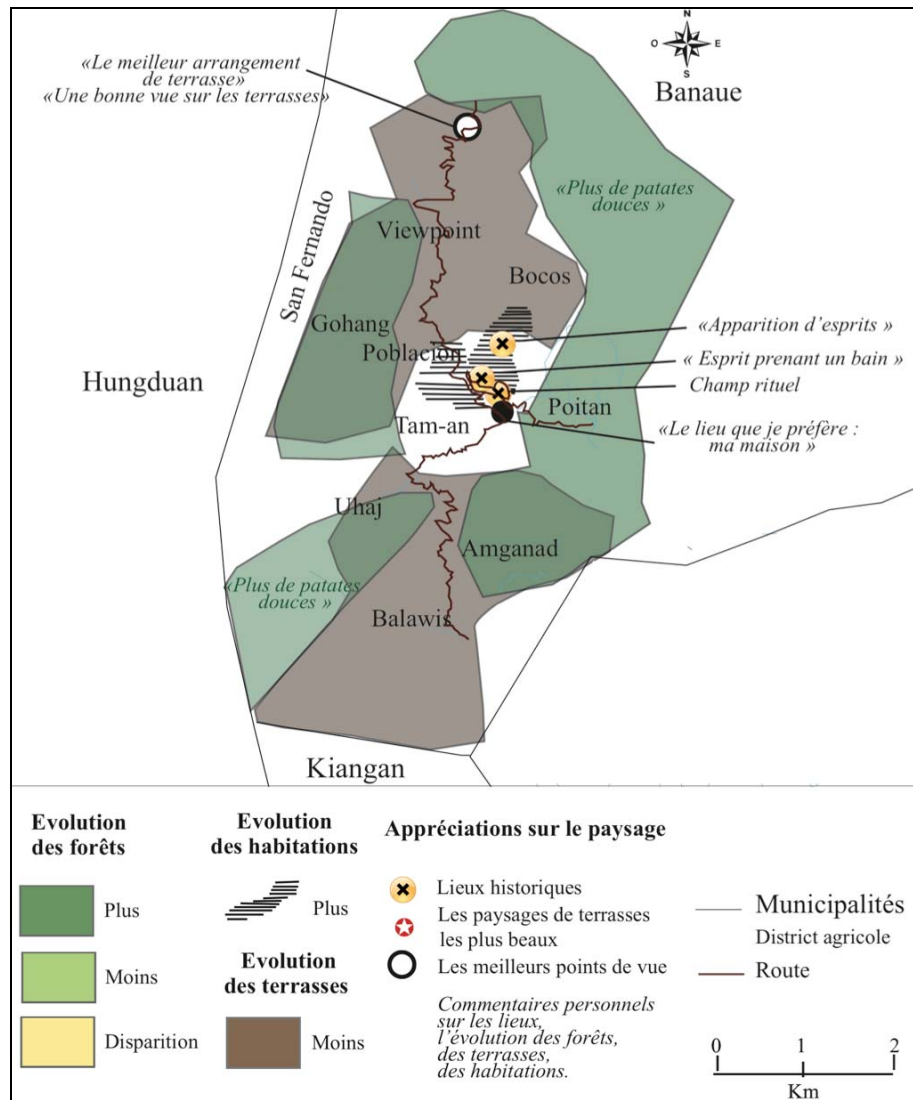 N
O
E
S
«Le meilleur arrangement
de terrasse»
«Une bonne vue sur les terrasses»
Banaue
«Plus de patates
douces »
San Fernando
Viewpoint
Bocos
Gohang
«Apparition d'esprits »
Poblacion
« Esprit prenant un bain »
Hungduan
Champ rituel
Poitan
Tam-an
«Le lieu que je préfère :
ma maison »
Uhaj
Amganad
«Plus de patates
douces »
Balawis
Kiangan
Evolution
des forêts
Plus
Moins
Disparition
Evolution
des habitations
Plus
Evolution
des terrasses
Moins
Appréciations sur le paysage
Lieux historiques
Les paysages de terrasses
les plus beaux
Les meilleurs points de vue
Commentaires personnels
sur les lieux,
l'évolution des forêts,
des terrasses,
des habitations.
Municipalités
District agricole
Route
0 1 2
Km